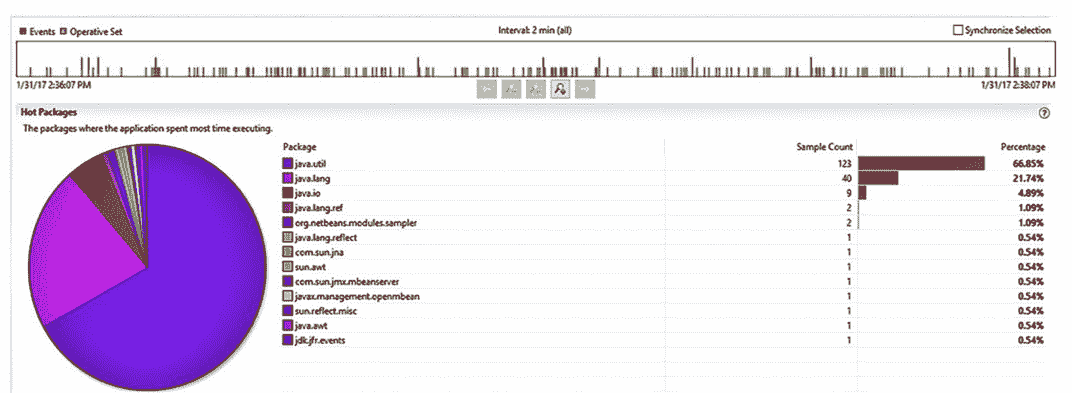 Events Operative Set Interval: 2 min (all) Synchronize Selection
1/31/17 2:36:07 PM 1/31/17 2:38:07 PM
Hot Packages
The packages where the application spent most time executing.
Package Sample Count Percentage
java.util 123 66.85%
java.lang 40 21.74%
java.io 9 4.89%
java.lang.ref 2 1.09%
org.netbeans.modules.sampler 2 1.09%
java.lang.reflect 1 0.54%
com.sun.jna 1 0.54%
sun.awt 1 0.54%
com.sun.jmx.mbeanserver 1 0.54%
javax.management.openmbean 1 0.54%
sun.reflect.misc 1 0.54%
java.awt 1 0.54%
jdk.jfr.events 1 0.54%